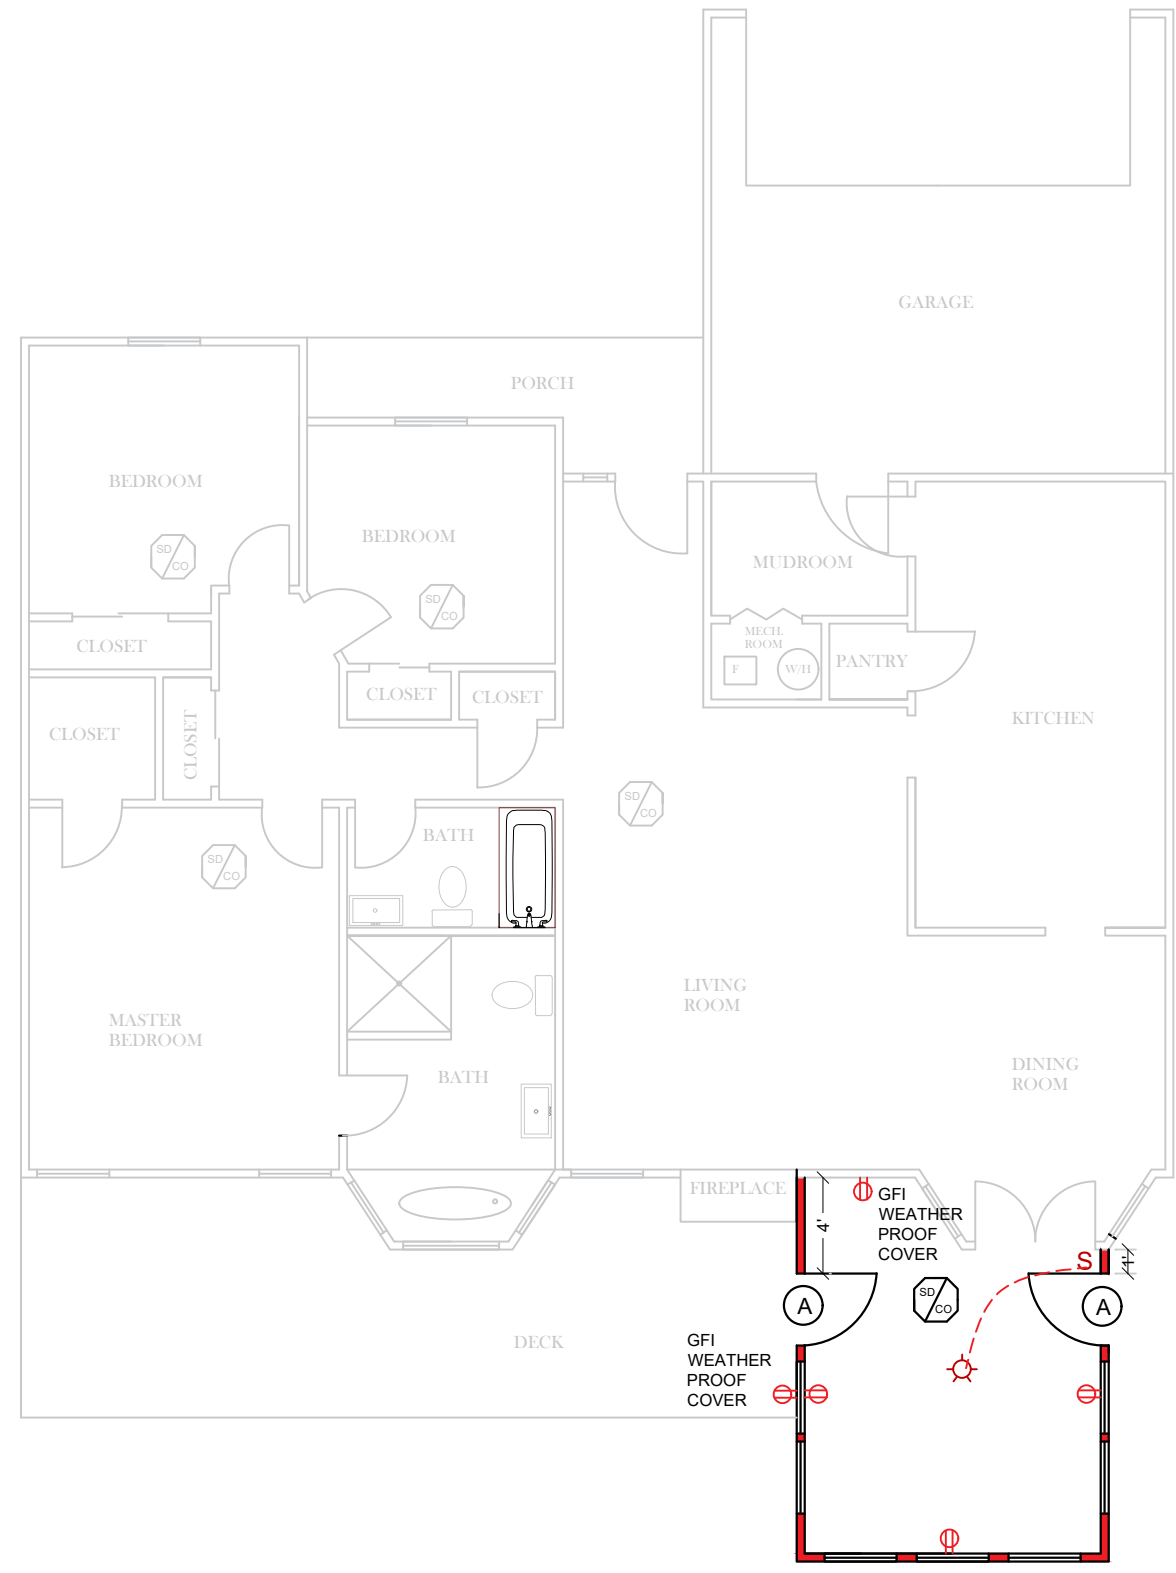 GARAGE
PORCH
BEDROOM
BEDROOM
SD
CO
MUDROOM
SD
CO
CLOSET
MECH.
ROOM
F
W/H
PANTRY
CLOSET
CLOSET
CLOSET
CLOSET
KITCHEN
SD
CO
BATH
SD
CO
LIVING
ROOM
MASTER
BEDROOM
BATH
DINING
ROOM
FIREPLACE
4'
GFI
WEATHER
PROOF
COVER
S
1'
SD
CO
A
A
DECK
GFI
WEATHER
PROOF
COVER